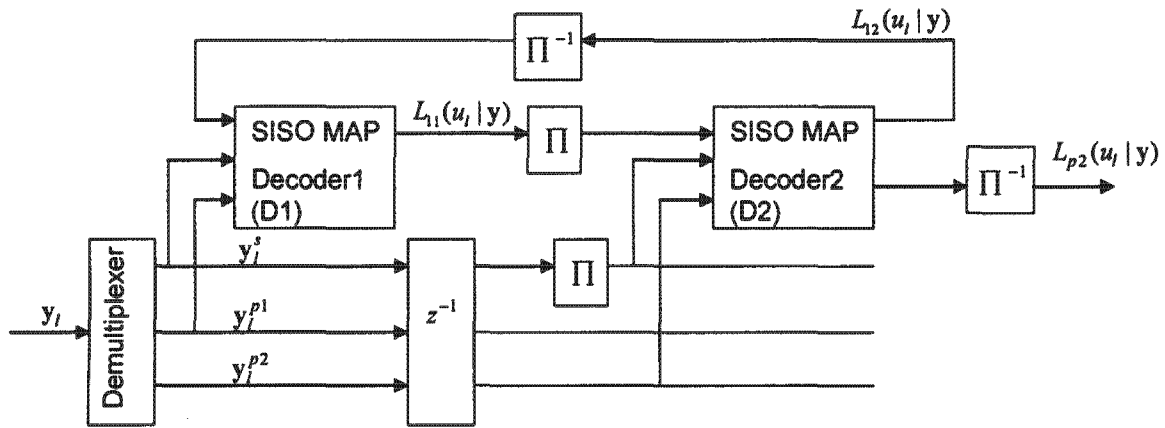 L₁₂(uₗ | y)
Π⁻¹
L₁₁(uₗ | y)
SISO MAP
Decoder1
(D1)
Π
SISO MAP
Decoder2
(D2)
Π⁻¹
Lₚ₂(uₗ | y)
Demultiplexer
yₗ
yₗˢ
yₗᵖ¹
yₗᵖ²
z⁻¹
Π